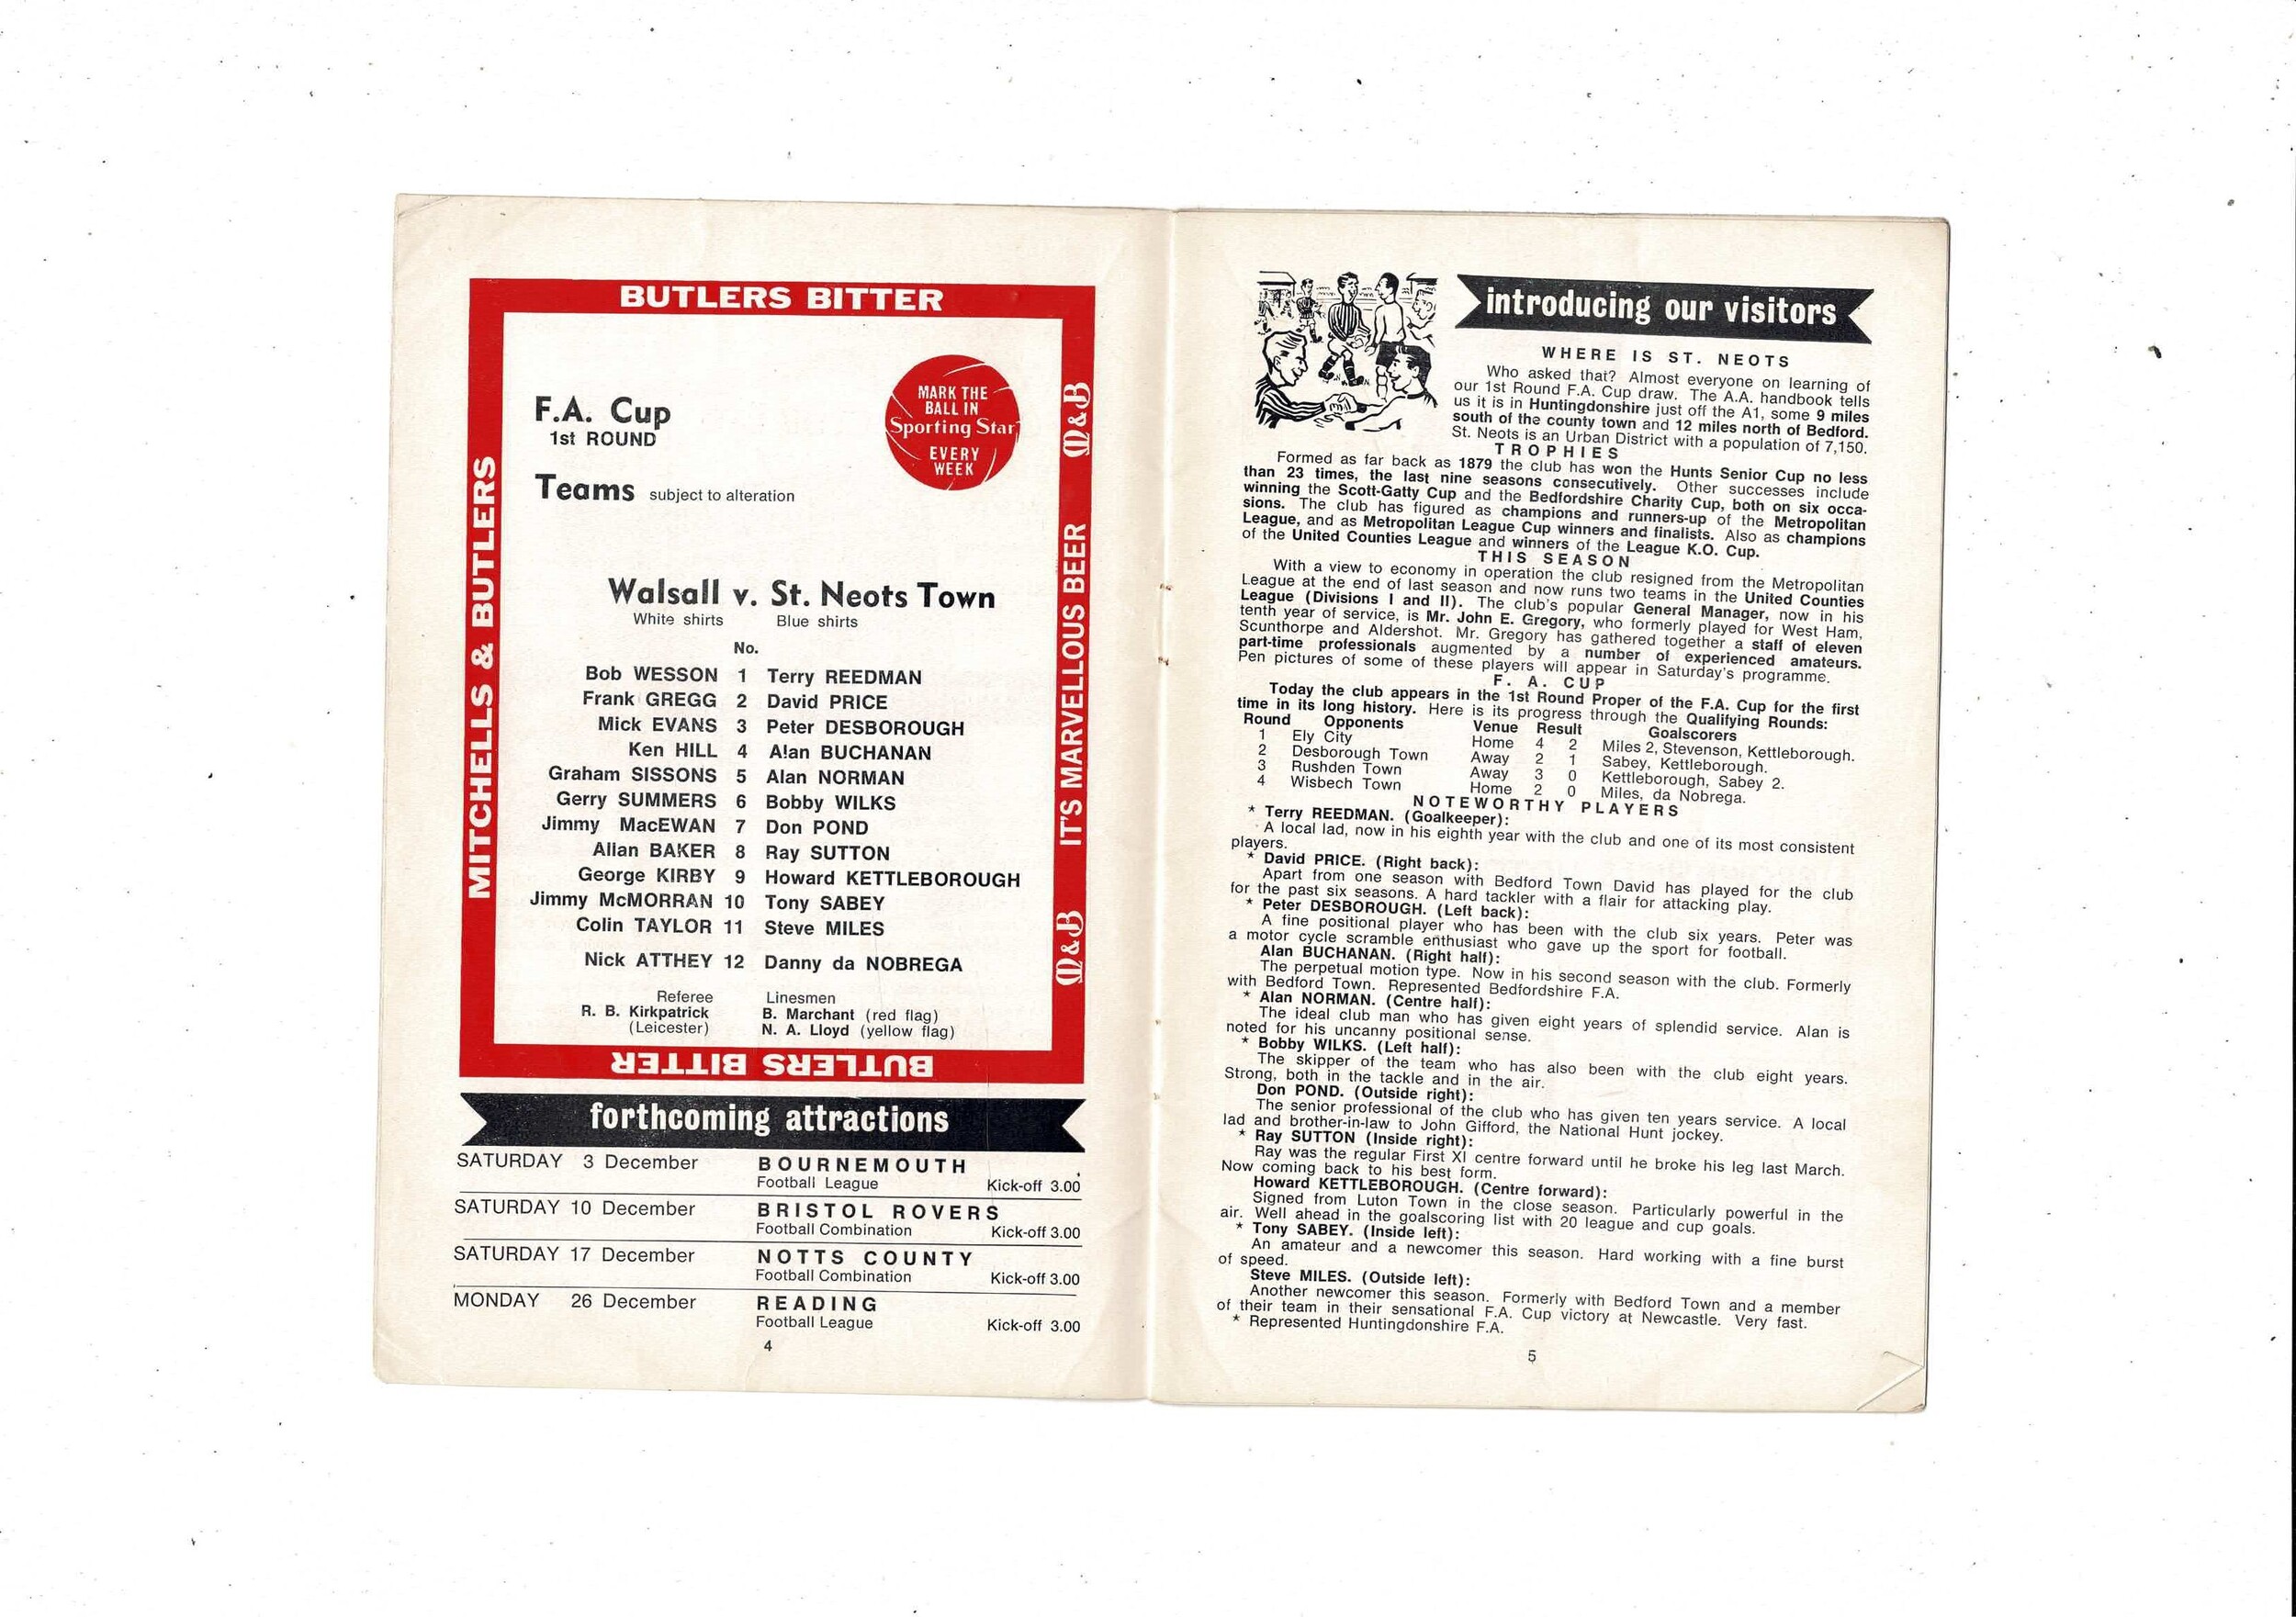 BUTLERS BITTER
MITCHELLS & BUTLERS
M&B IT'S MARVELLOUS BEER M&B
F.A. Cup
1st ROUND
MARK THE
BALL IN
Sporting Star
EVERY
WEEK
Teams subject to alteration
Walsall v. St. Neots Town
White shirts Blue shirts
No.
Bob WESSON 1 Terry REEDMAN
Frank GREGG 2 David PRICE
Mick EVANS 3 Peter DESBOROUGH
Ken HILL 4 Alan BUCHANAN
Graham SISSONS 5 Alan NORMAN
Gerry SUMMERS 6 Bobby WILKS
Jimmy MacEWAN 7 Don POND
Allan BAKER 8 Ray SUTTON
George KIRBY 9 Howard KETTLEBOROUGH
Jimmy McMORRAN 10 Tony SABEY
Colin TAYLOR 11 Steve MILES
Nick ATTHEY 12 Danny da NOBREGA
Referee Linesmen
R. B. Kirkpatrick B. Marchant (red flag)
(Leicester) N. A. Lloyd (yellow flag)
BUTLERS BITTER
forthcoming attractions
SATURDAY 3 December BOURNEMOUTH
Football League Kick-off 3.00
SATURDAY 10 December BRISTOL ROVERS
Football Combination Kick-off 3.00
SATURDAY 17 December NOTTS COUNTY
Football Combination Kick-off 3.00
MONDAY 26 December READING
Football League Kick-off 3.00
4
introducing our visitors
WHERE IS ST. NEOTS
Who asked that? Almost everyone on learning of
our 1st Round F.A. Cup draw. The A.A. handbook tells
us it is in Huntingdonshire just off the A1, some 9 miles
south of the county town and 12 miles north of Bedford.
St. Neots is an Urban District with a population of 7,150.
TROPHIES
Formed as far back as 1879 the club has won the Hunts Senior Cup no less
than 23 times, the last nine seasons consecutively. Other successes include
winning the Scott-Gatty Cup and the Bedfordshire Charity Cup, both on six occa-
sions. The club has figured as champions and runners-up of the Metropolitan
League, and as Metropolitan League Cup winners and finalists. Also as champions
of the United Counties League and winners of the League K.O. Cup.
THIS SEASON
With a view to economy in operation the club resigned from the Metropolitan
League at the end of last season and now runs two teams in the United Counties
League (Divisions I and II). The club's popular General Manager, now in his
tenth year of service, is Mr. John E. Gregory, who formerly played for West Ham,
Scunthorpe and Aldershot. Mr. Gregory has gathered together a staff of eleven
part-time professionals augmented by a number of experienced amateurs.
Pen pictures of some of these players will appear in Saturday's programme.
F. A. CUP
Today the club appears in the 1st Round Proper of the F.A. Cup for the first
time in its long history. Here is its progress through the Qualifying Rounds:
Round Opponents Venue Result Goalscorers
1 Ely City Home 4 2 Miles 2, Stevenson, Kettleborough.
2 Desborough Town Away 2 1 Sabey, Kettleborough.
3 Rushden Town Away 3 0 Kettleborough, Sabey 2.
4 Wisbech Town Home 2 0 Miles, da Nobrega.
NOTEWORTHY PLAYERS
* Terry REEDMAN. (Goalkeeper):
A local lad, now in his eighth year with the club and one of its most consistent
players.
* David PRICE. (Right back):
Apart from one season with Bedford Town David has played for the club
for the past six seasons. A hard tackler with a flair for attacking play.
* Peter DESBOROUGH. (Left back):
A fine positional player who has been with the club six years. Peter was
a motor cycle scramble enthusiast who gave up the sport for football.
Alan BUCHANAN. (Right half):
The perpetual motion type. Now in his second season with the club. Formerly
with Bedford Town. Represented Bedfordshire F.A.
* Alan NORMAN. (Centre half):
The ideal club man who has given eight years of splendid service. Alan is
noted for his uncanny positional sense.
* Bobby WILKS. (Left half):
The skipper of the team who has also been with the club eight years.
Strong, both in the tackle and in the air.
Don POND. (Outside right):
The senior professional of the club who has given ten years service. A local
lad and brother-in-law to John Gifford, the National Hunt jockey.
* Ray SUTTON (Inside right):
Ray was the regular First XI centre forward until he broke his leg last March.
Now coming back to his best form.
Howard KETTLEBOROUGH. (Centre forward):
Signed from Luton Town in the close season. Particularly powerful in the
air. Well ahead in the goalscoring list with 20 league and cup goals.
* Tony SABEY. (Inside left):
An amateur and a newcomer this season. Hard working with a fine burst
of speed.
Steve MILES. (Outside left):
Another newcomer this season. Formerly with Bedford Town and a member
of their team in their sensational F.A. Cup victory at Newcastle. Very fast.
* Represented Huntingdonshire F.A.
5